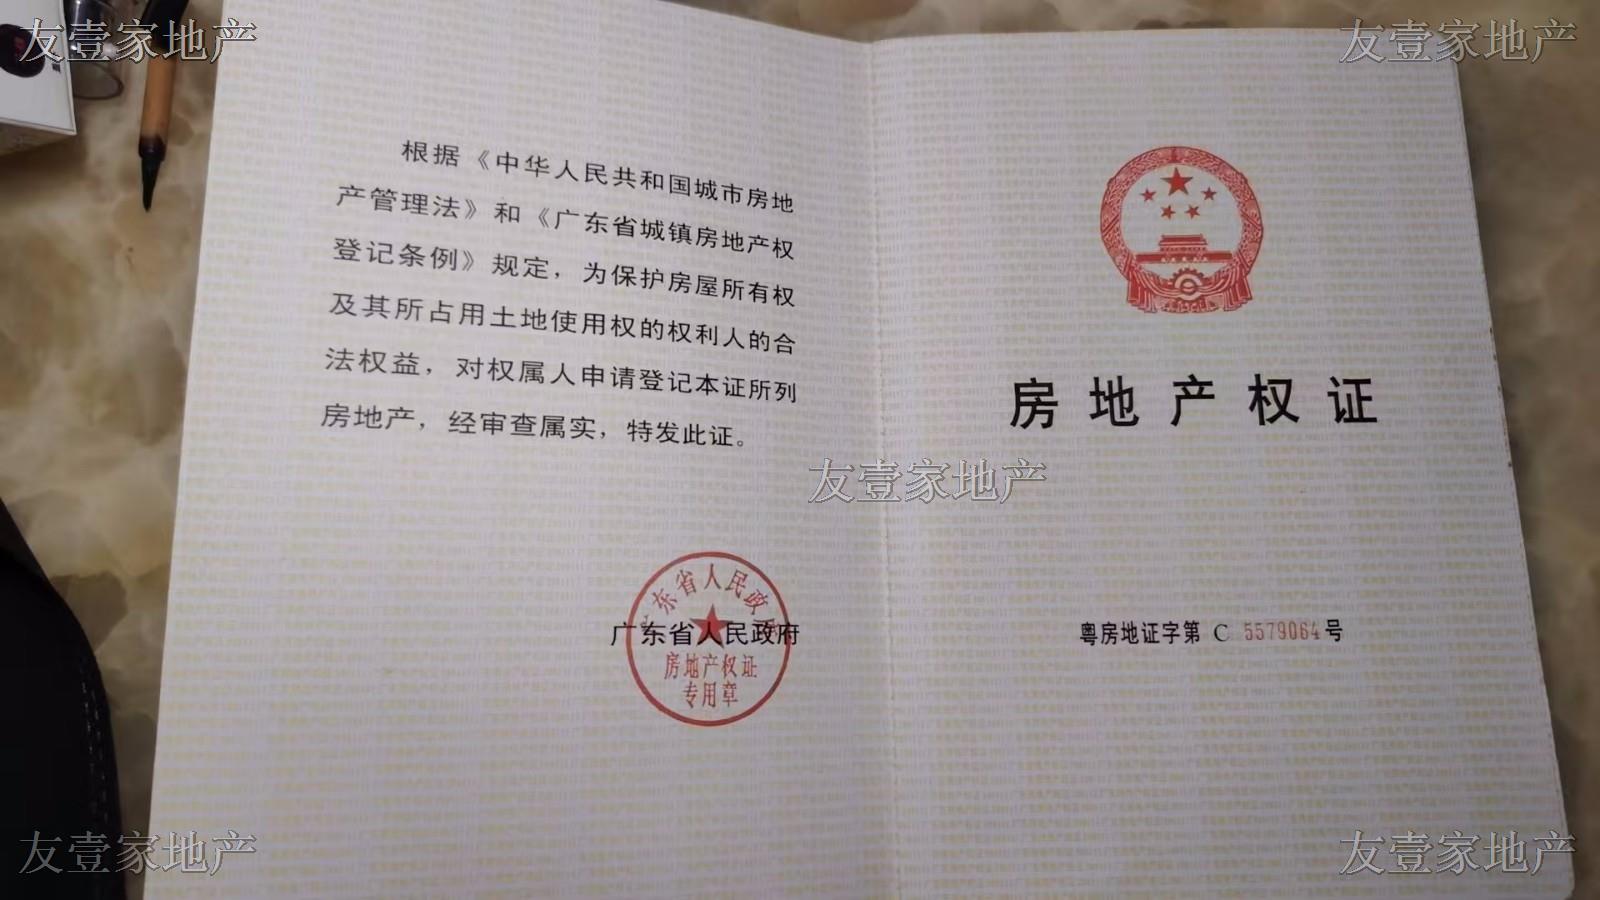 友壹家地产
友壹家地产
根据《中华人民共和国城市房地
产管理法》和《广东省城镇房地产权
登记条例》规定，为保护房屋所有权
及其所占用土地使用权的权利人的合
法权益，对权属人申请登记本证所列
房地产，经审查属实，特发此证。
广东省人民政府
广东省人民政府
房地产权证
专用章
房地产权证
友壹家地产
粤房地证字第 C 5579064号
友壹家地产
友壹家地产